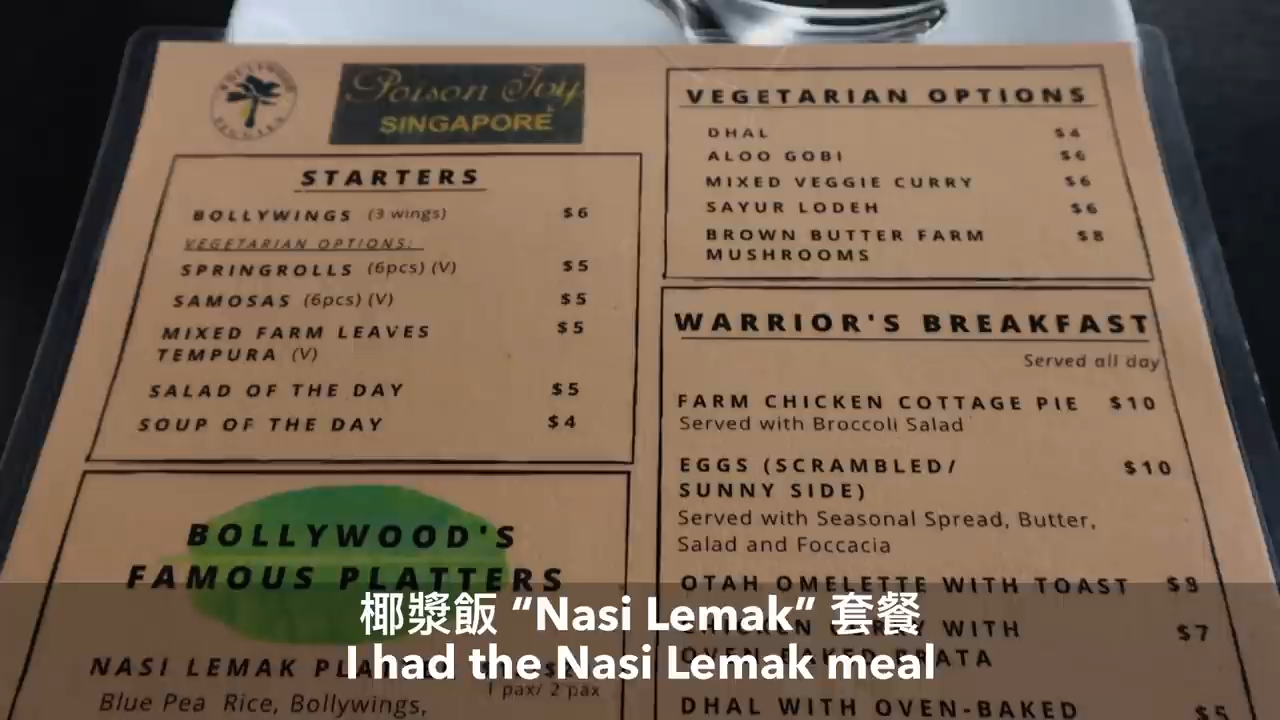 Poison Ivy
SINGAPORE
STARTERS
BOLLYWINGS (3 wings) $6
VEGETARIAN OPTIONS:
SPRINGROLLS (6pcs) (V) $5
SAMOSAS (6pcs) (V) $5
MIXED FARM LEAVES $5
TEMPURA (V)
SALAD OF THE DAY $5
SOUP OF THE DAY $4
BOLLYWOOD'S
FAMOUS PLATTERS
NASI LEMAK
1 pax/ 2 pax
Blue Pea Rice, Bollywings,
VEGETARIAN OPTIONS
DHAL $4
ALOO GOBI $6
MIXED VEGGIE CURRY $6
SAYUR LODEH $6
BROWN BUTTER FARM $8
MUSHROOMS
WARRIOR'S BREAKFAST
Served all day
FARM CHICKEN COTTAGE PIE $10
Served with Broccoli Salad
EGGS (SCRAMBLED/ $10
SUNNY SIDE)
Served with Seasonal Spread, Butter,
Salad and Foccacia
OTAH OMELETTE WITH TOAST
CHICKEN CURRY WITH $7
DHAL WITH OVEN-BAKED $5
椰漿飯 “Nasi Lemak” 套餐
I had the Nasi Lemak meal